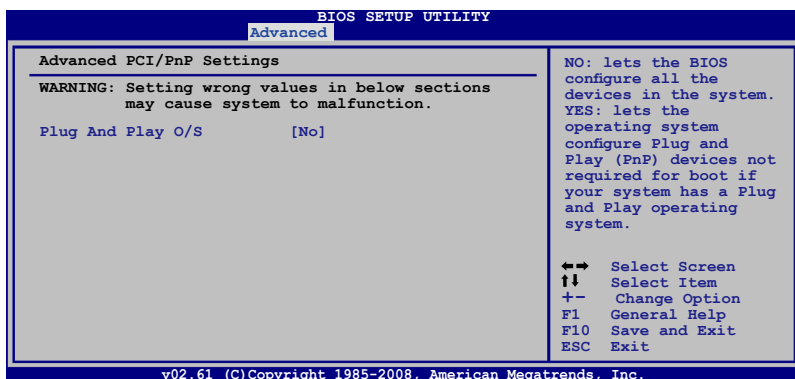 BIOS SETUP UTILITY
Advanced
Advanced PCI/PnP Settings
WARNING: Setting wrong values in below sections
may cause system to malfunction.
Plug And Play O/S [No]
NO: lets the BIOS
configure all the
devices in the system.
YES: lets the
operating system
configure Plug and
Play (PnP) devices not
required for boot if
your system has a Plug
and Play operating
system.
←→ Select Screen
↑↓ Select Item
+- Change Option
F1 General Help
F10 Save and Exit
ESC Exit
v02.61 (C)Copyright 1985-2008, American Megatrends, Inc.